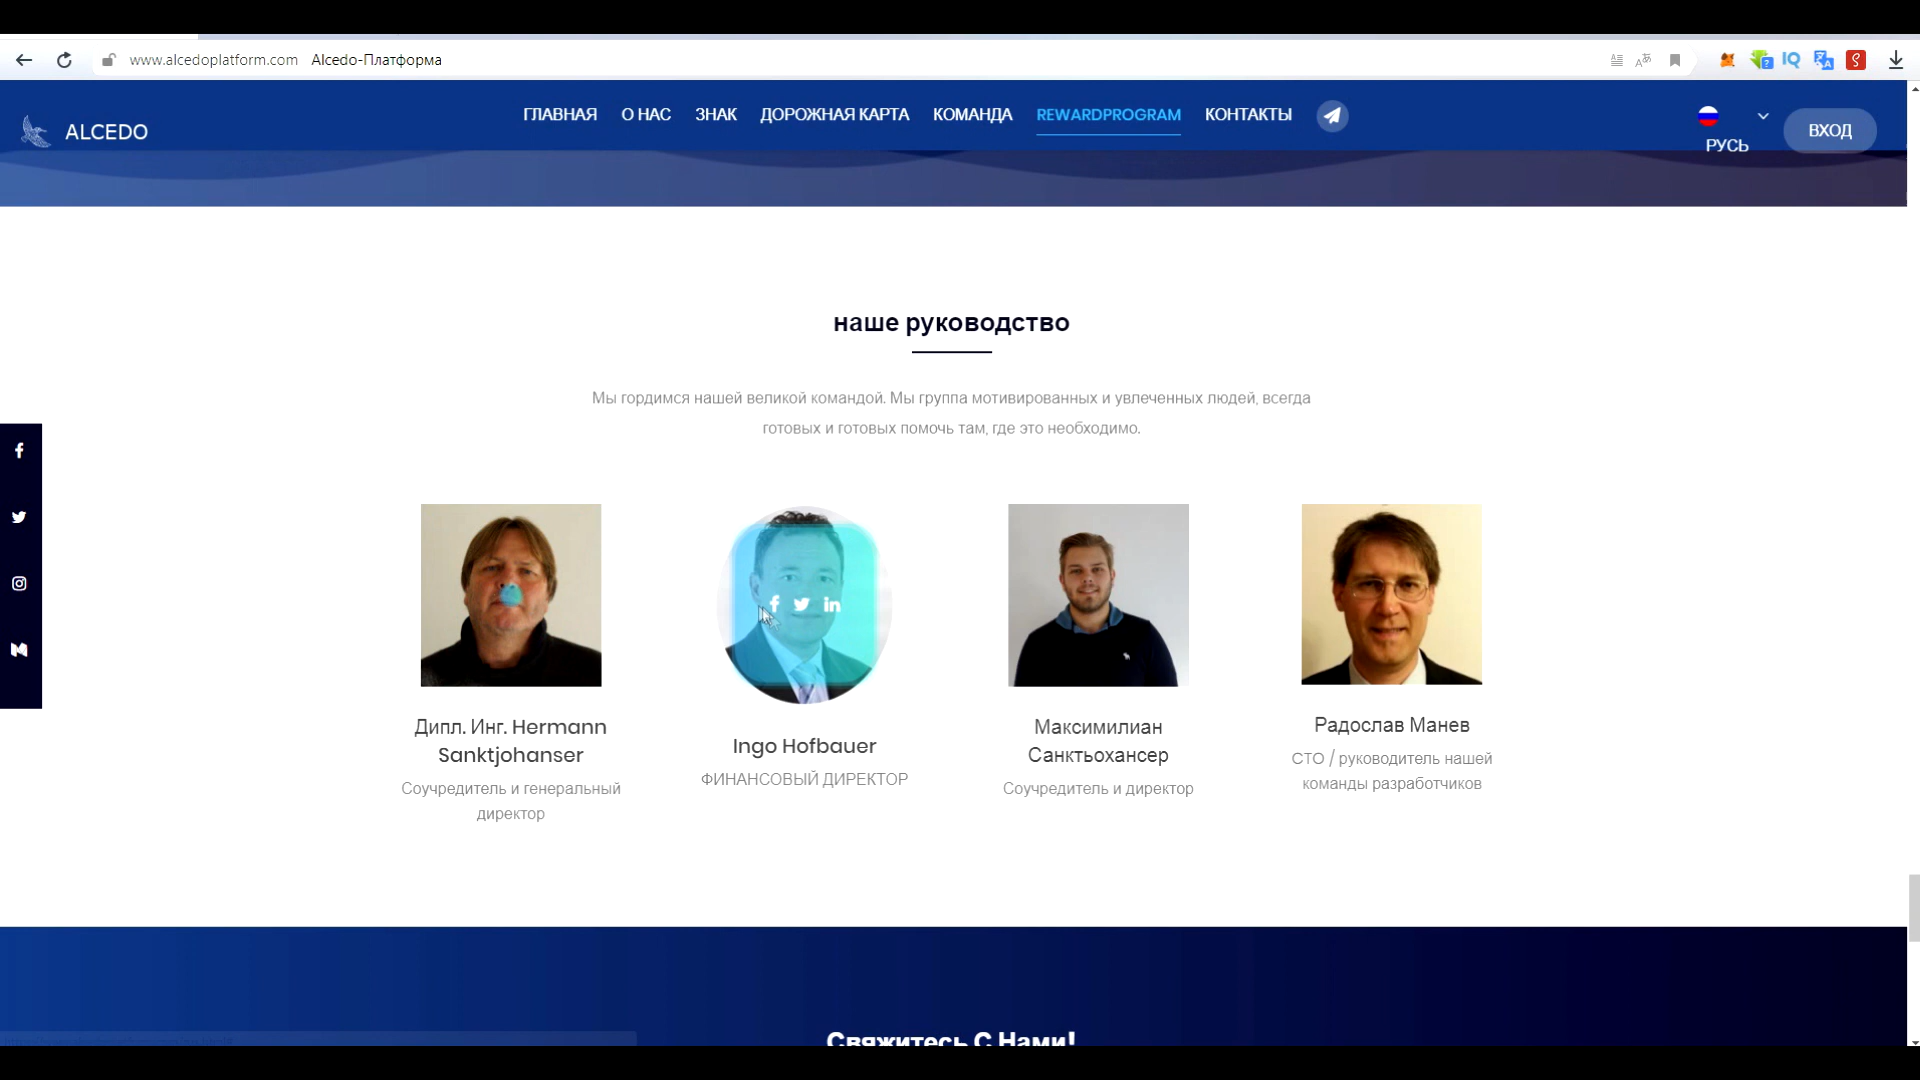 www.alcedoplatform.com Alcedo-Платформа
ALCEDO
ГЛАВНАЯ О НАС ЗНАК ДОРОЖНАЯ КАРТА КОМАНДА REWARDPROGRAM КОНТАКТЫ
РУСЬ
ВХОД
наше руководство
Мы гордимся нашей великой командой. Мы группа мотивированных и увлеченных людей, всегда
готовых и готовых помочь там, где это необходимо.
Дипл. Инг. Hermann
Sanktjohanser
Соучредитель и генеральный
директор
Ingo Hofbauer
ФИНАНСОВЫЙ ДИРЕКТОР
Максимилиан
Санктьохансер
Соучредитель и директор
Радослав Манев
СТО / руководитель нашей
команды разработчиков
Свяжитесь С Нами!